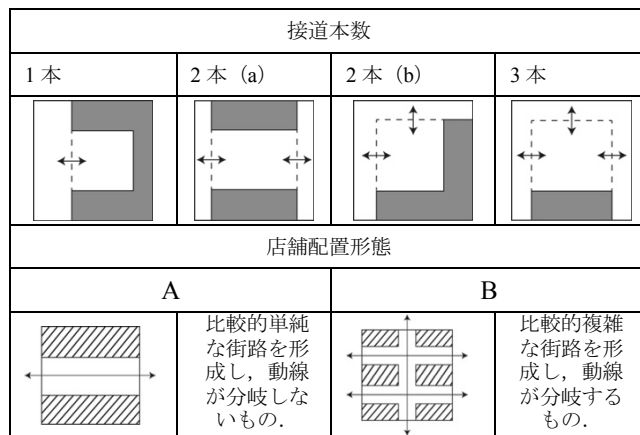 接道本数
1 本
2 本（a）
2 本（b）
3 本
店舗配置形態
A
B
比較的単純
な街路を形
成し，動線
が分岐しな
いもの．
比較的複雑
な街路を形
成し，動線
が分岐する
もの．